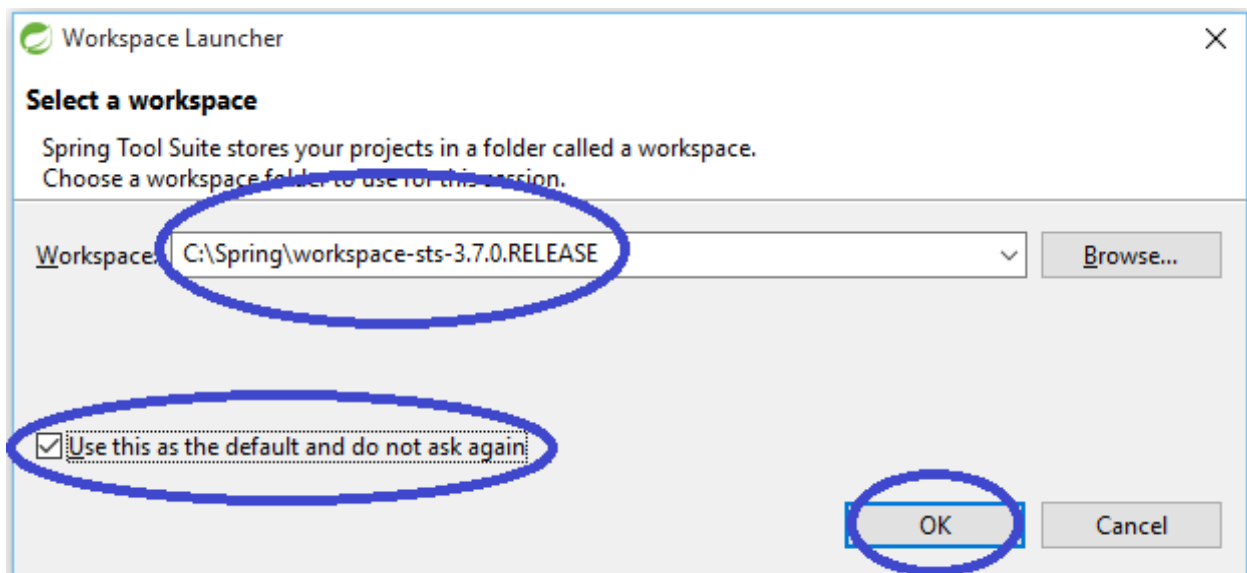 Workspace Launcher
Select a workspace
Spring Tool Suite stores your projects in a folder called a workspace.
Choose a workspace folder to use for this session.
Workspace: C:\Spring\workspace-sts-3.7.0.RELEASE Browse...
Use this as the default and do not ask again
OK Cancel